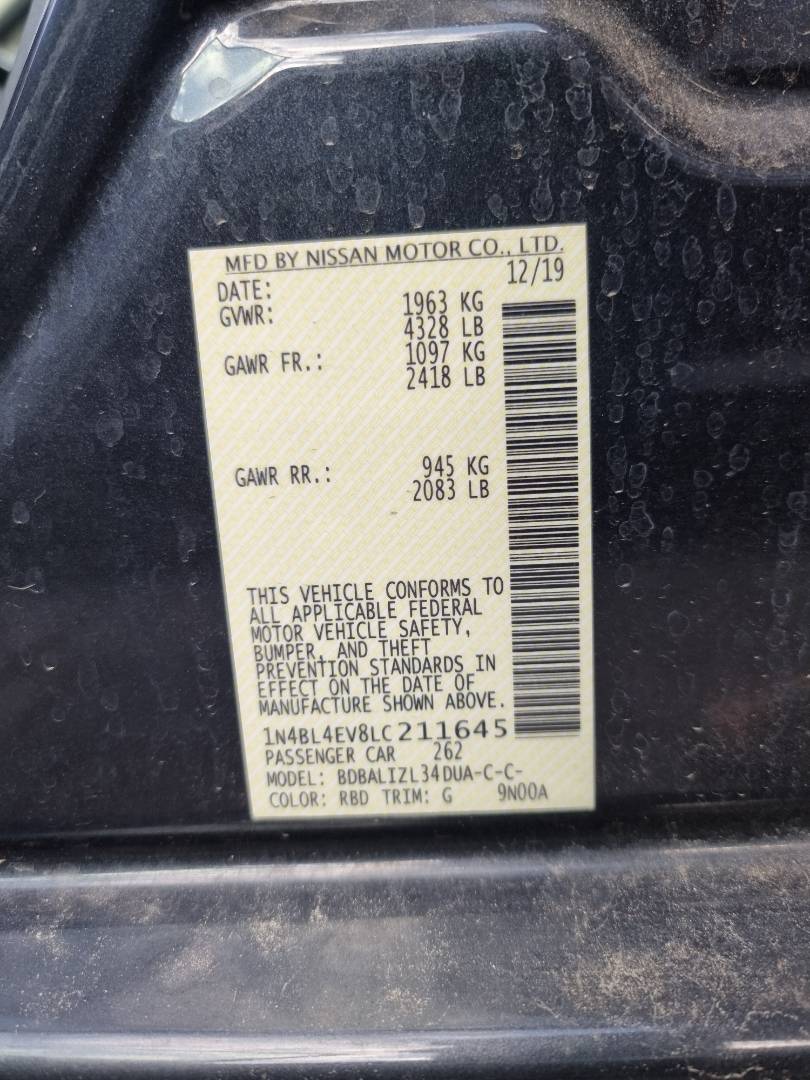 MFD BY NISSAN MOTOR CO., LTD.
DATE: 12/19
GVWR: 1963 KG
4328 LB
GAWR FR.: 1097 KG
2418 LB
GAWR RR.: 945 KG
2083 LB
THIS VEHICLE CONFORMS TO
ALL APPLICABLE FEDERAL
MOTOR VEHICLE SAFETY,
BUMPER, AND THEFT
PREVENTION STANDARDS IN
EFFECT ON THE DATE OF
MANUFACTURE SHOWN ABOVE.
1N4BL4EV8LC211645
PASSENGER CAR 262
MODEL: BDBALIZL34DUA-C-C-
COLOR: RBD TRIM: G 9N00A